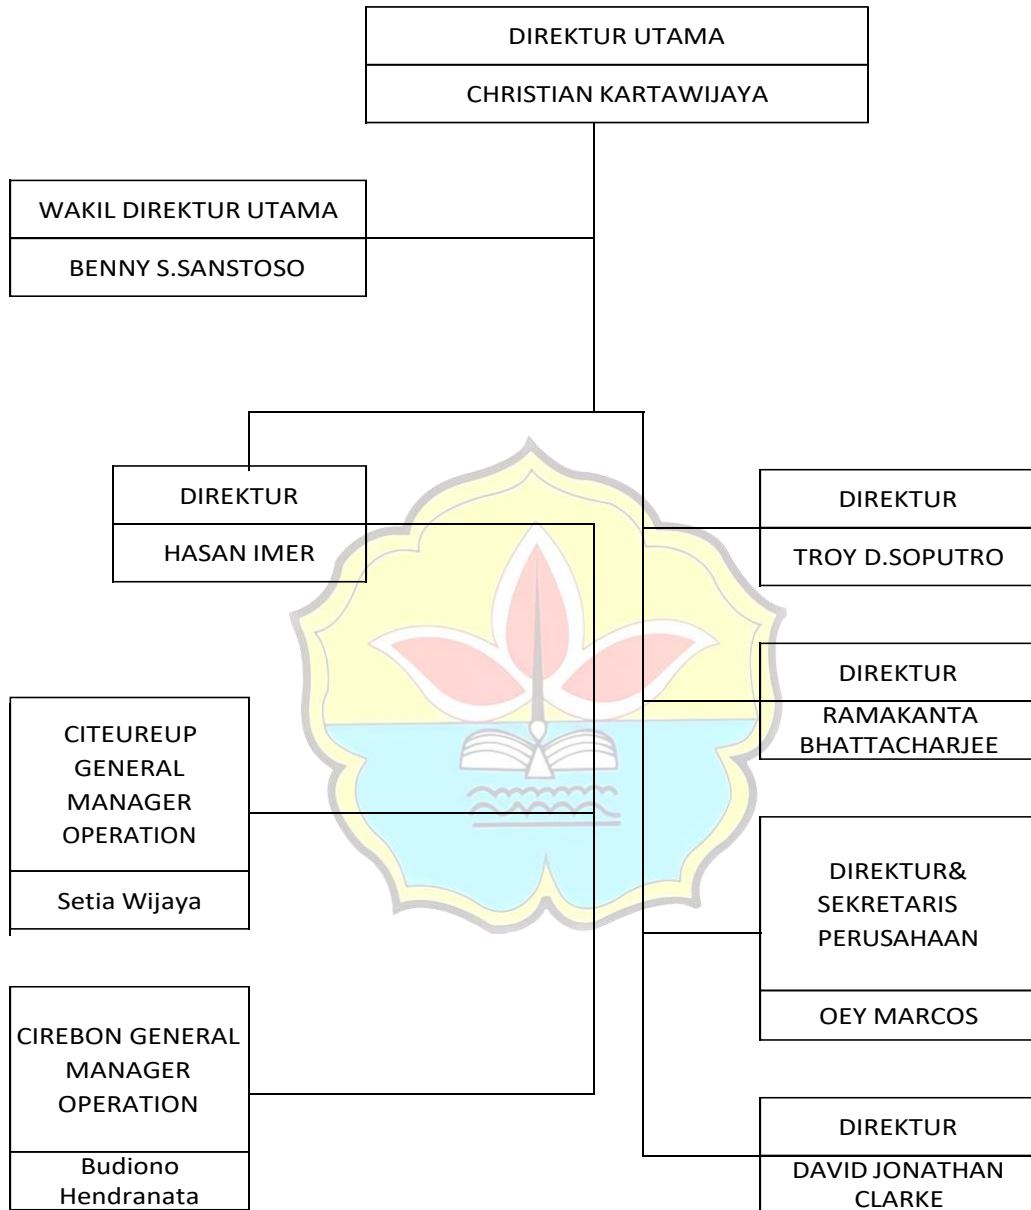 DIREKTUR UTAMA
CHRISTIAN KARTAWIJAYA
WAKIL DIREKTUR UTAMA
BENNY S.SANSTOSO
DIREKTUR
HASAN IMER
DIREKTUR
TROY D.SOPUTRO
DIREKTUR
RAMAKANTA
BHATTACHARJEE
CITEUREUP
GENERAL
MANAGER
OPERATION
Setia Wijaya
DIREKTUR&
SEKRETARIS
PERUSAHAAN
OEY MARCOS
CIREBON GENERAL
MANAGER
OPERATION
Budiono
Hendranata
DIREKTUR
DAVID JONATHAN
CLARKE